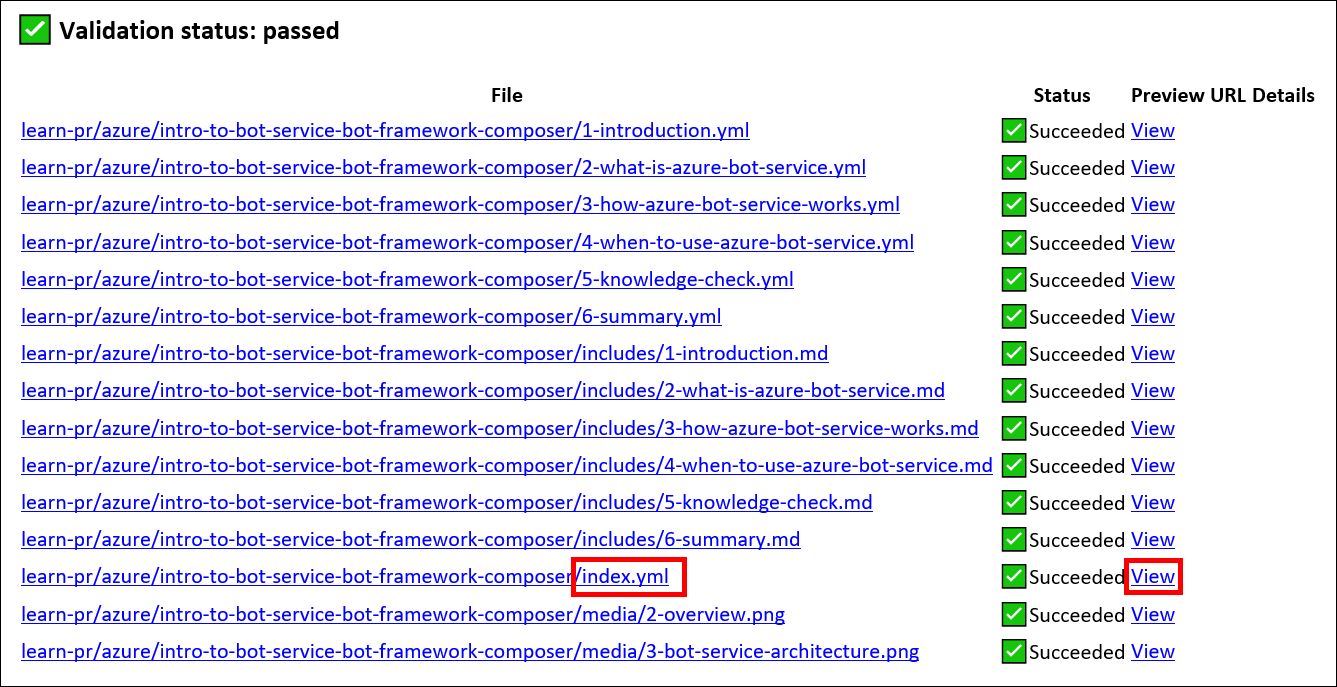 Validation status: passed
File Status Preview URL Details
learn-pr/azure/intro-to-bot-service-bot-framework-composer/1-introduction.yml Succeeded View
learn-pr/azure/intro-to-bot-service-bot-framework-composer/2-what-is-azure-bot-service.yml Succeeded View
learn-pr/azure/intro-to-bot-service-bot-framework-composer/3-how-azure-bot-service-works.yml Succeeded View
learn-pr/azure/intro-to-bot-service-bot-framework-composer/4-when-to-use-azure-bot-service.yml Succeeded View
learn-pr/azure/intro-to-bot-service-bot-framework-composer/5-knowledge-check.yml Succeeded View
learn-pr/azure/intro-to-bot-service-bot-framework-composer/6-summary.yml Succeeded View
learn-pr/azure/intro-to-bot-service-bot-framework-composer/includes/1-introduction.md Succeeded View
learn-pr/azure/intro-to-bot-service-bot-framework-composer/includes/2-what-is-azure-bot-service.md Succeeded View
learn-pr/azure/intro-to-bot-service-bot-framework-composer/includes/3-how-azure-bot-service-works.md Succeeded View
learn-pr/azure/intro-to-bot-service-bot-framework-composer/includes/4-when-to-use-azure-bot-service.md Succeeded View
learn-pr/azure/intro-to-bot-service-bot-framework-composer/includes/5-knowledge-check.md Succeeded View
learn-pr/azure/intro-to-bot-service-bot-framework-composer/includes/6-summary.md Succeeded View
learn-pr/azure/intro-to-bot-service-bot-framework-composer/index.yml Succeeded View
learn-pr/azure/intro-to-bot-service-bot-framework-composer/media/2-overview.png Succeeded View
learn-pr/azure/intro-to-bot-service-bot-framework-composer/media/3-bot-service-architecture.png Succeeded View